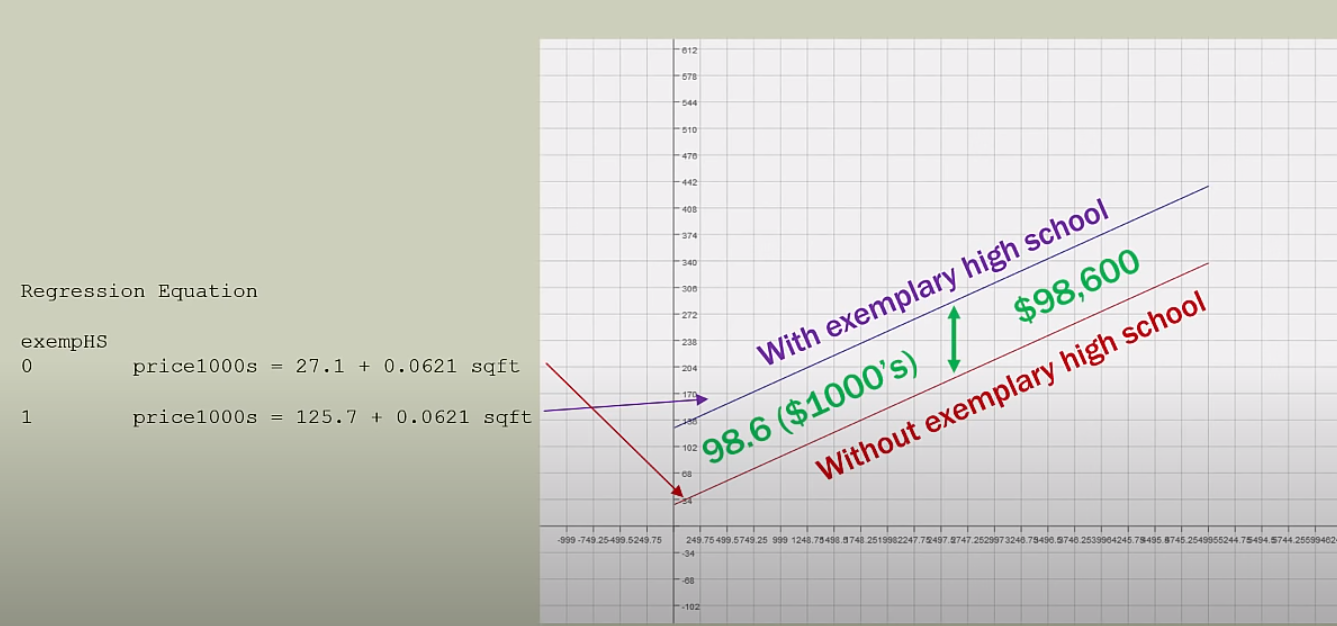 Regression Equation
exempHS
0 price1000s = 27.1 + 0.0621 sqft
1 price1000s = 125.7 + 0.0621 sqft
612
578
544
510
476
442
408
374
340
306
272
238
204
170
136
102
68
34
-34
-68
-102
With exemplary high school
$98,600
98.6 ($1000's)
Without exemplary high school
-999 -749.25 -499.5 249.75 249.75 499.5 749.25 999 1248.75 1498.5 1748.25 1998 2247.75 2497.5 2747.25 2997 3246.75 3496.5 3746.25 3996 4245.75 4495.5 4745.25 4995 5244.75 5494.5 5744.25 5994